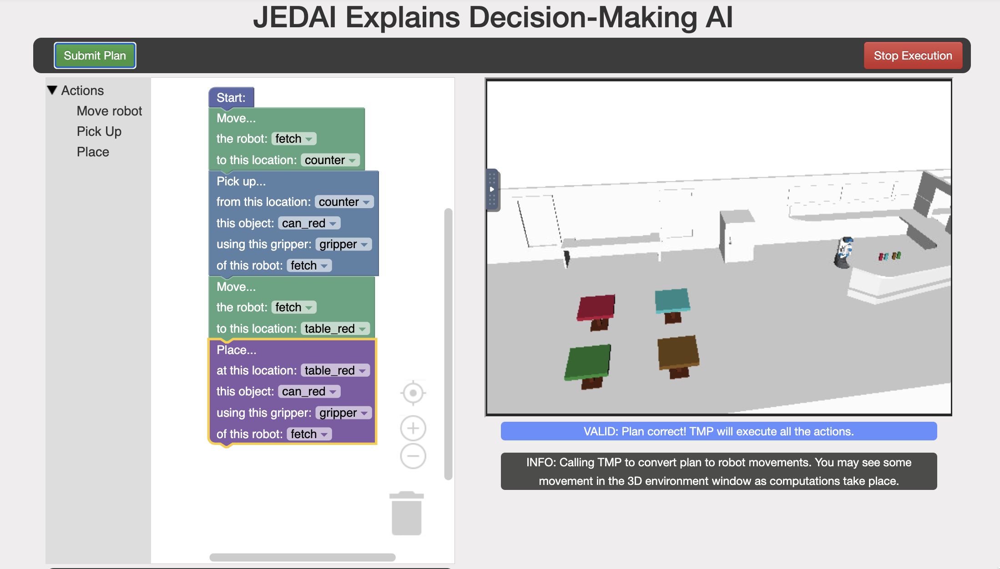 JEDAI Explains Decision-Making AI
Submit Plan
Stop Execution
Actions
Move robot
Pick Up
Place
Start:
Move...
the robot: fetch
to this location: counter
Pick up...
from this location: counter
this object: can_red
using this gripper: gripper
of this robot: fetch
Move...
the robot: fetch
to this location: table_red
Place...
at this location: table_red
this object: can_red
using this gripper: gripper
of this robot: fetch
VALID: Plan correct! TMP will execute all the actions.
INFO: Calling TMP to convert plan to robot movements. You may see some
movement in the 3D environment window as computations take place.